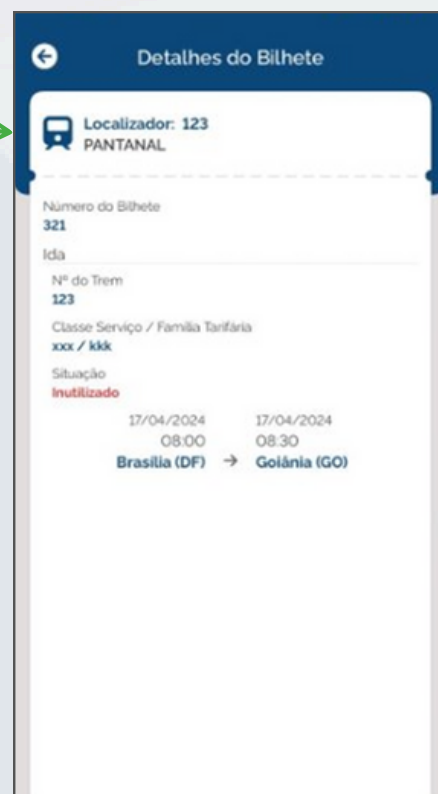 Detalhes do Bilhete
Localizador: 123
PANTANAL
Número do Bilhete
321
Ida
Nº do Trem
123
Classe Serviço / Família Tarifária
xxx / kkk
Situação
Inutilizado
17/04/2024 17/04/2024
08:00 08:30
Brasília (DF) → Goiânia (GO)